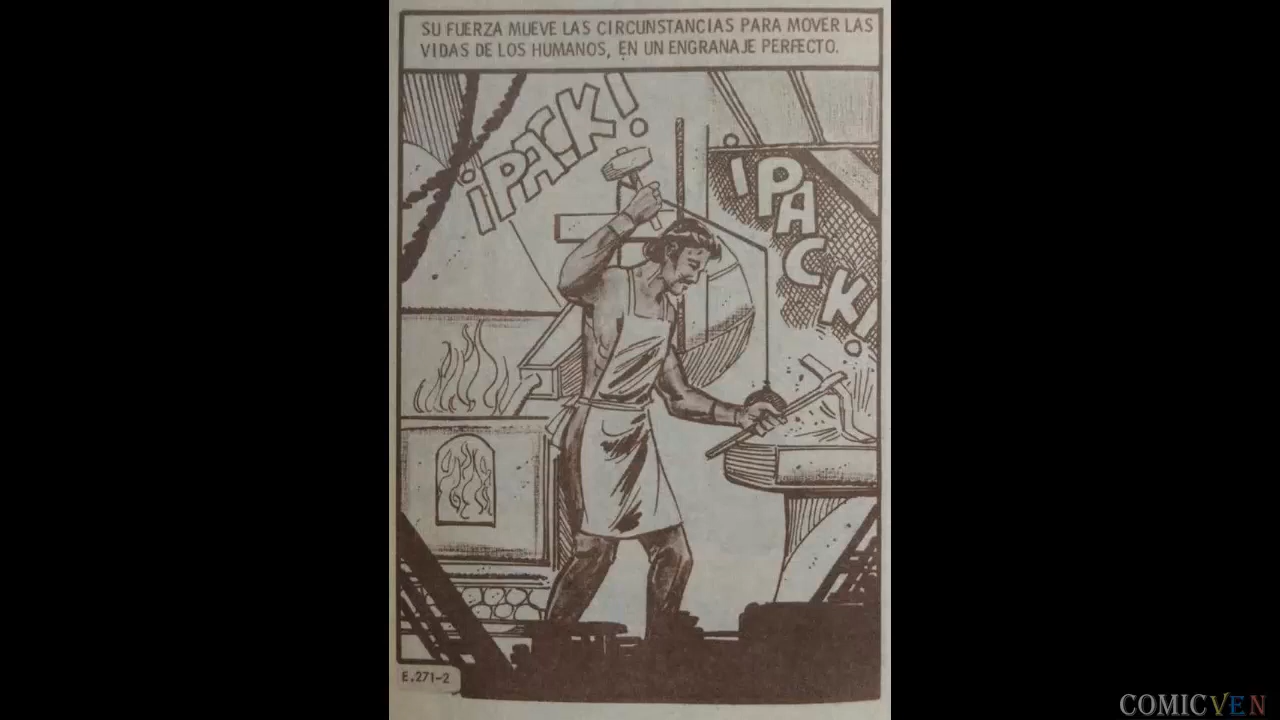 SU FUERZA MUEVE LAS CIRCUNSTANCIAS PARA MOVER LAS
VIDAS DE LOS HUMANOS, EN UN ENGRANAJE PERFECTO.
¡PACK!
¡PACK!
E.271-2
COMICVEN